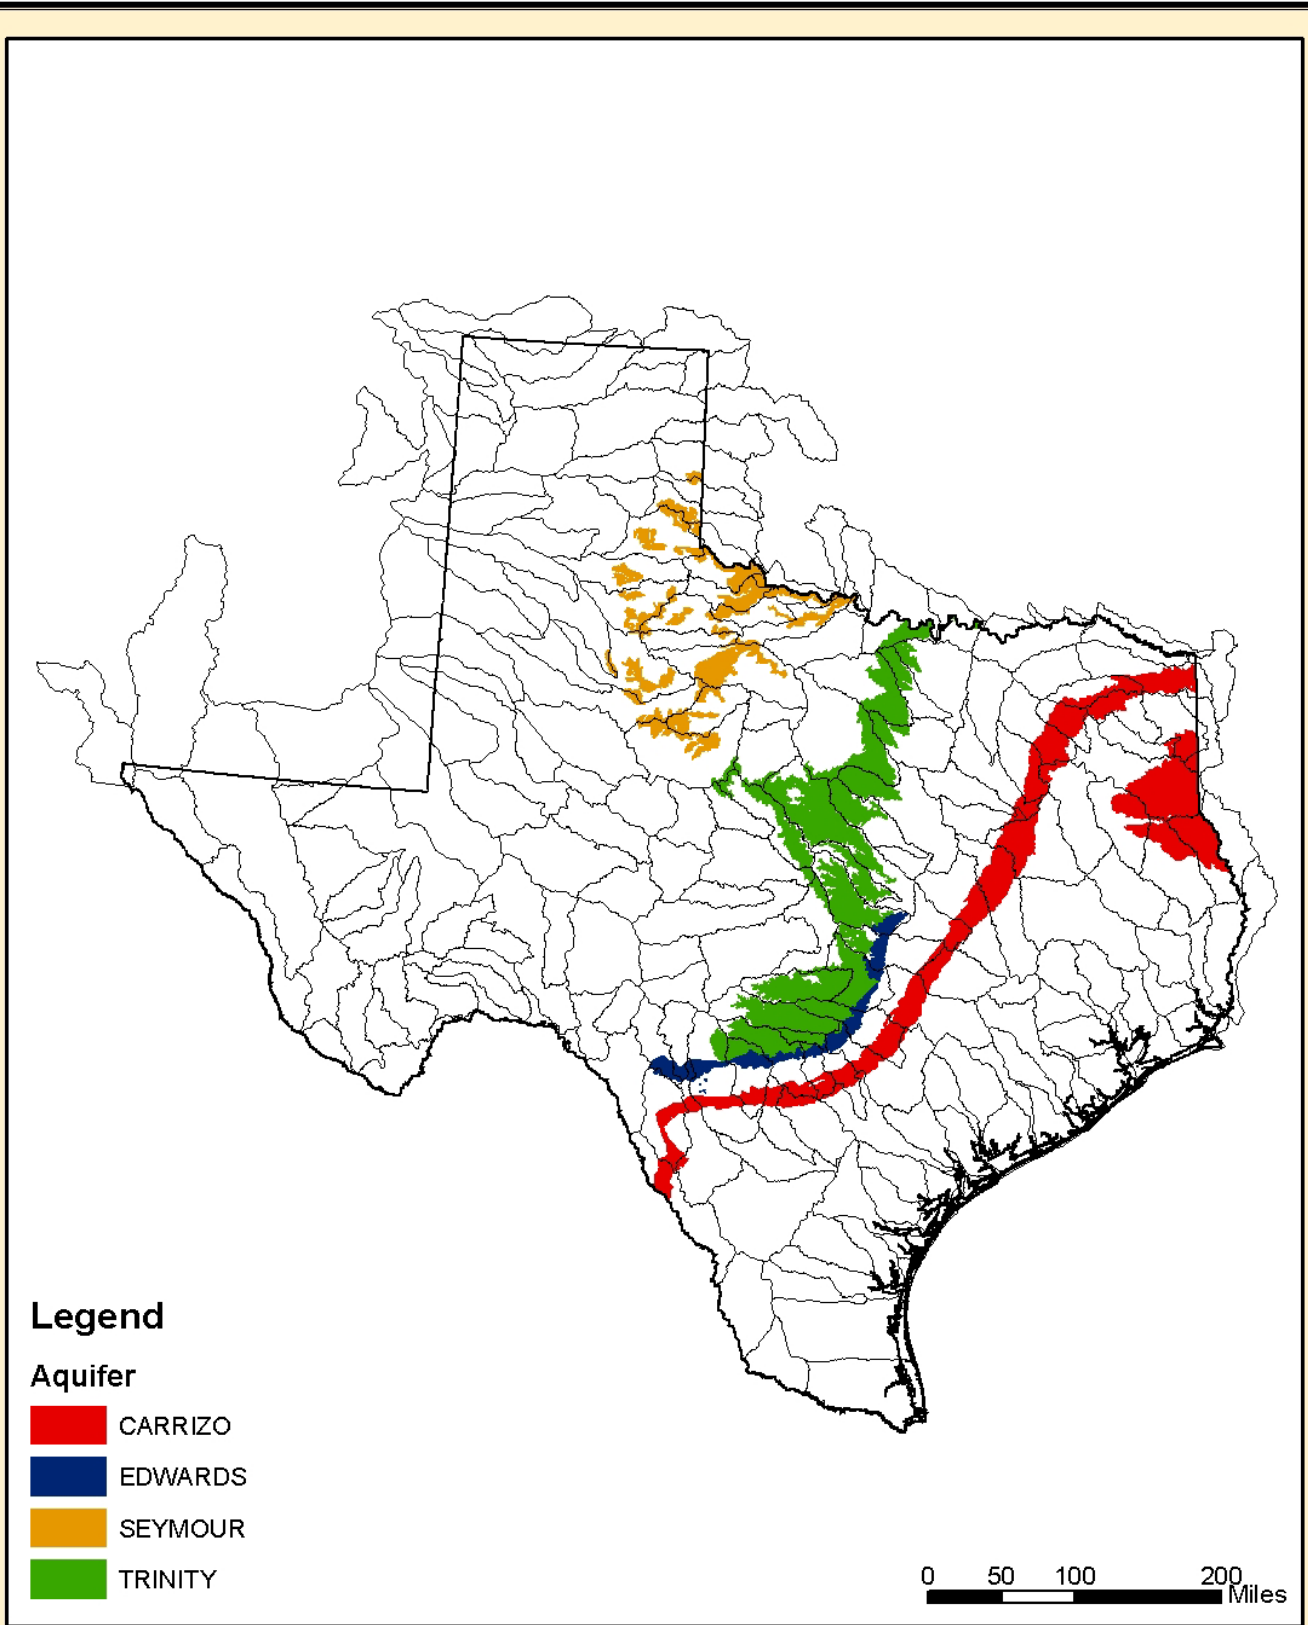 Legend
Aquifer
CARRIZO
EDWARDS
SEYMOUR
TRINITY
0 50 100 200
Miles